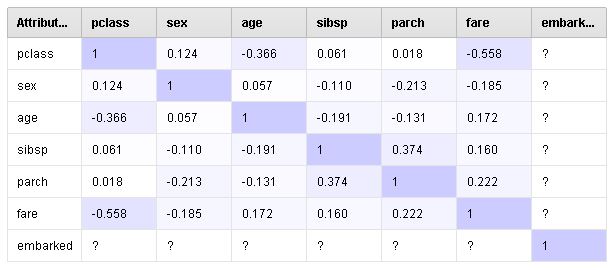 Attribut... pclass sex age sibsp parch fare embark...
pclass 1 0.124 -0.366 0.061 0.018 -0.558 ?
sex 0.124 1 0.057 -0.110 -0.213 -0.185 ?
age -0.366 0.057 1 -0.191 -0.131 0.172 ?
sibsp 0.061 -0.110 -0.191 1 0.374 0.160 ?
parch 0.018 -0.213 -0.131 0.374 1 0.222 ?
fare -0.558 -0.185 0.172 0.160 0.222 1 ?
embarked ? ? ? ? ? ? 1